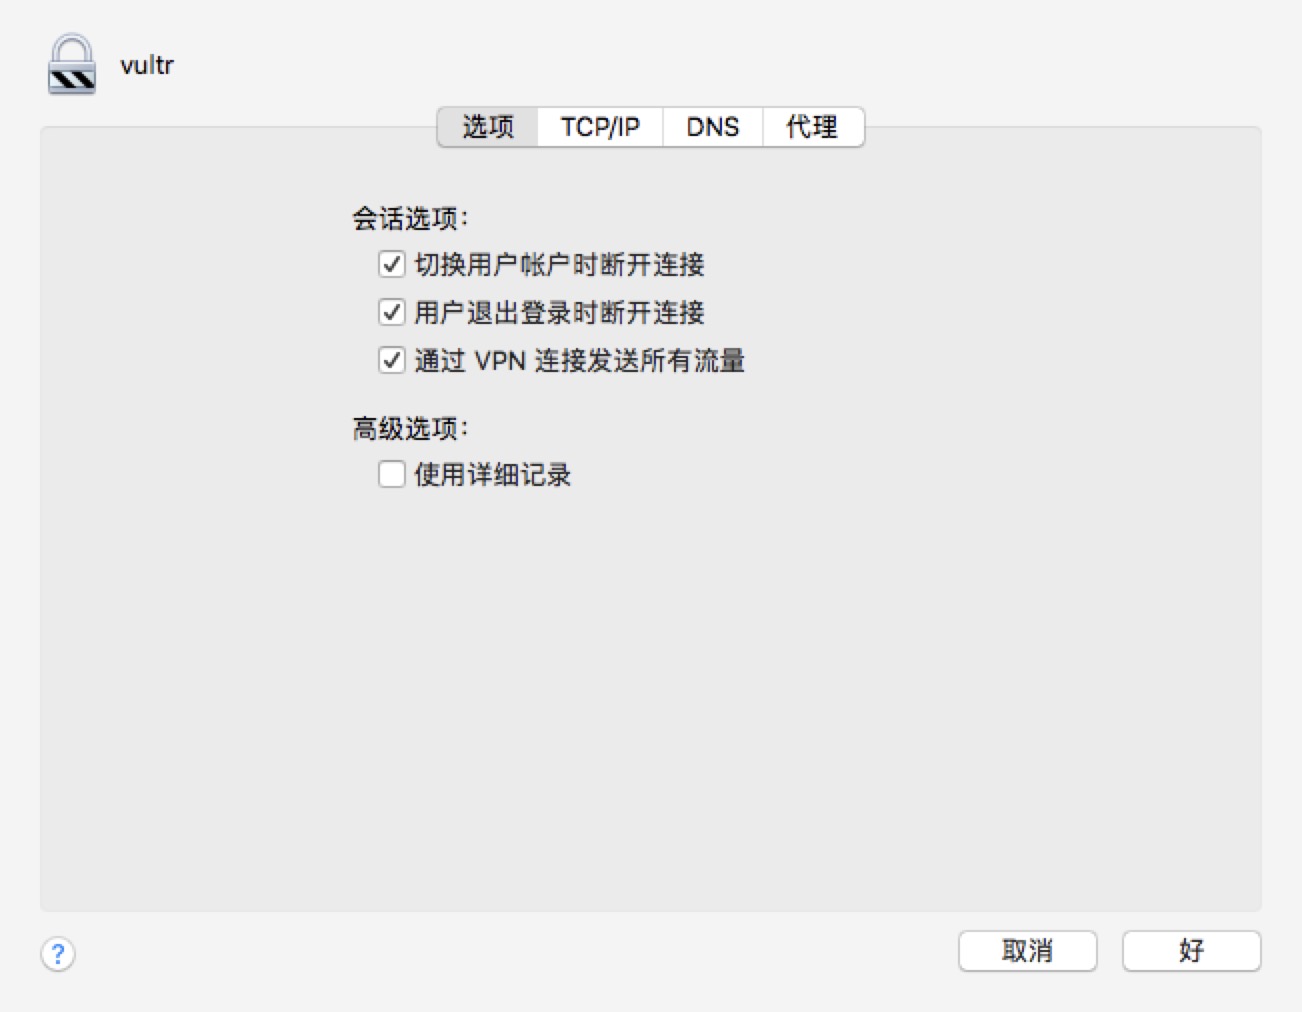 vultr
选项 TCP/IP DNS 代理
会话选项：
切换用户帐户时断开连接
用户退出登录时断开连接
通过 VPN 连接发送所有流量
高级选项：
使用详细记录
? 取消 好